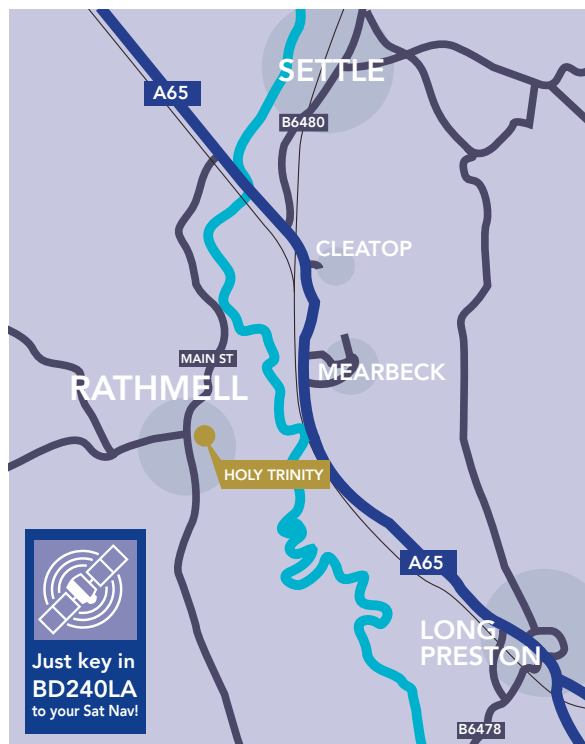 SETTLE
A65
B6480
CLEATOP
MAIN ST
MEARBECK
RATHMELL
HOLY TRINITY
A65
LONG
PRESTON
B6478
Just key in
BD240LA
to your Sat Nav!